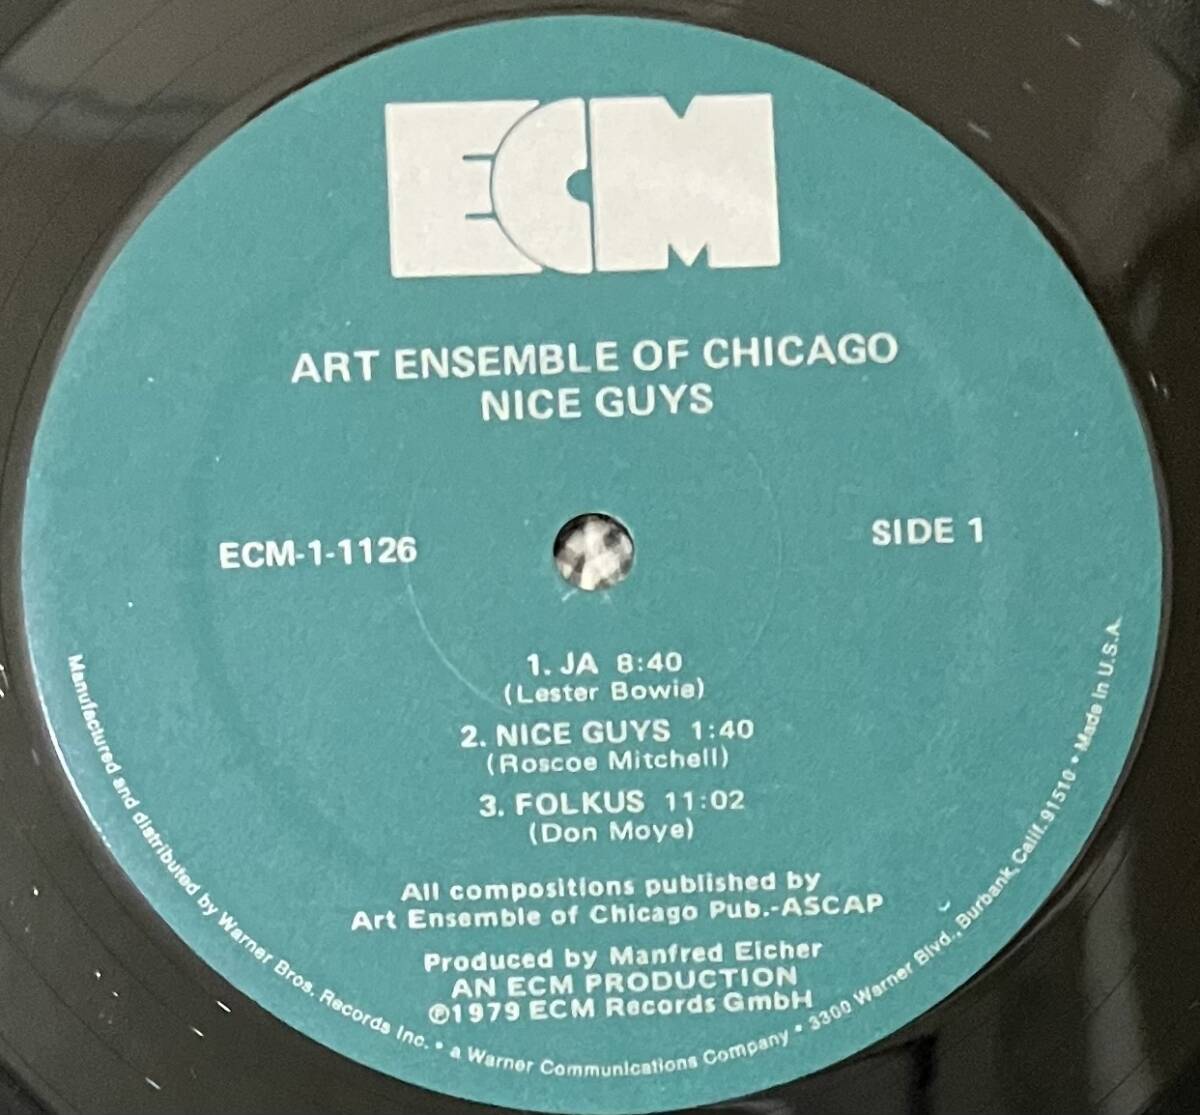 ECM
ART ENSEMBLE OF CHICAGO
NICE GUYS
ECM-1-1126
SIDE 1
1. JA 8:40
(Lester Bowie)
2. NICE GUYS 1:40
(Roscoe Mitchell)
3. FOLKUS 11:02
(Don Moye)
All compositions published by
Art Ensemble of Chicago Pub.-ASCAP
Produced by Manfred Eicher
AN ECM PRODUCTION
℗1979 ECM Records GmbH
Manufactured and distributed by Warner Bros. Records Inc. • a Warner Communications Company • 3300 Warner Blvd., Burbank, Calif. 91510 • Made in U.S.A.